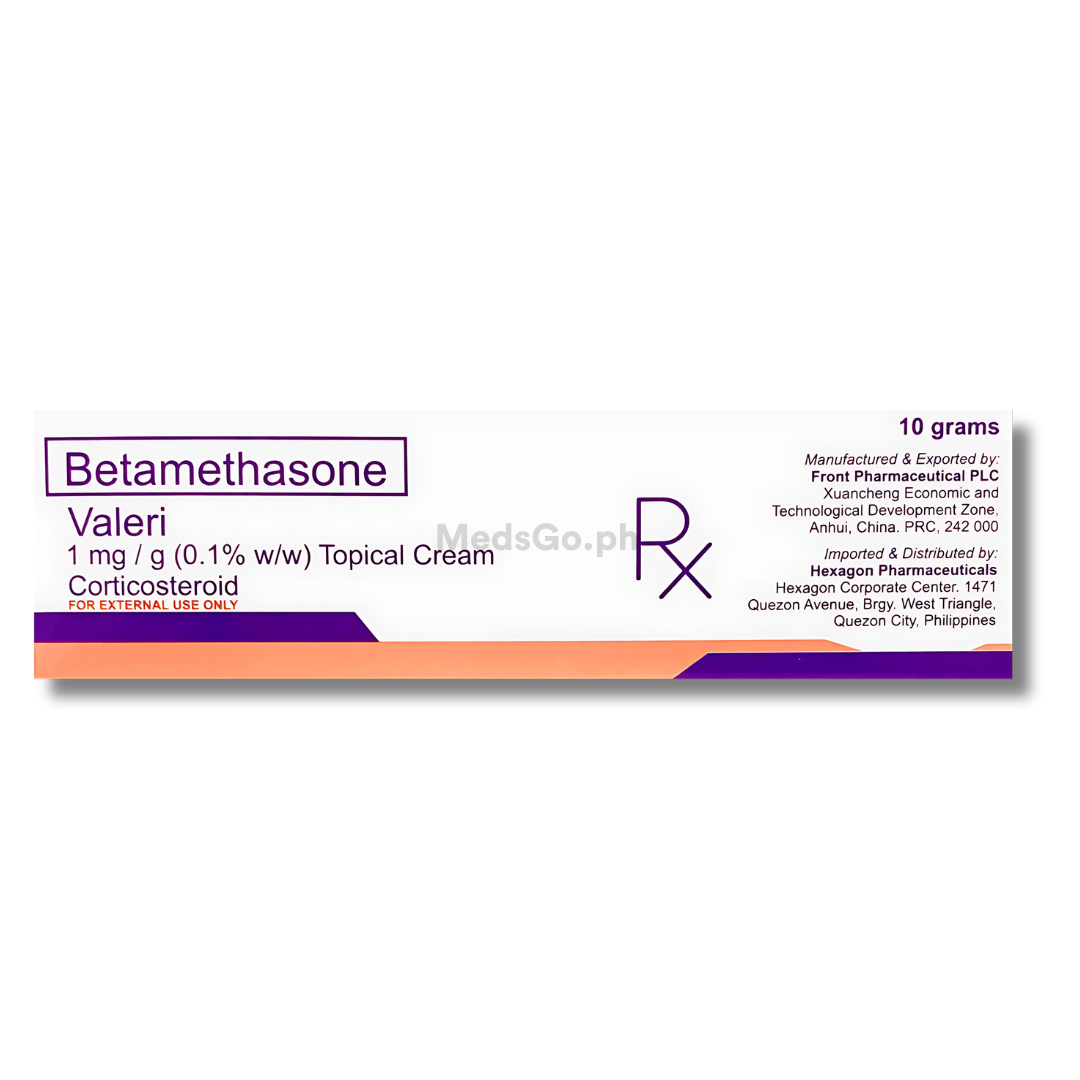 Betamethasone
Valeri
1 mg / g (0.1% w/w) Topical Cream
Corticosteroid
FOR EXTERNAL USE ONLY
MedsGo.ph
Rx
10 grams
Manufactured & Exported by:
Front Pharmaceutical PLC
Xuancheng Economic and
Technological Development Zone,
Anhui, China. PRC, 242 000
Imported & Distributed by:
Hexagon Pharmaceuticals
Hexagon Corporate Center. 1471
Quezon Avenue, Brgy. West Triangle,
Quezon City, Philippines